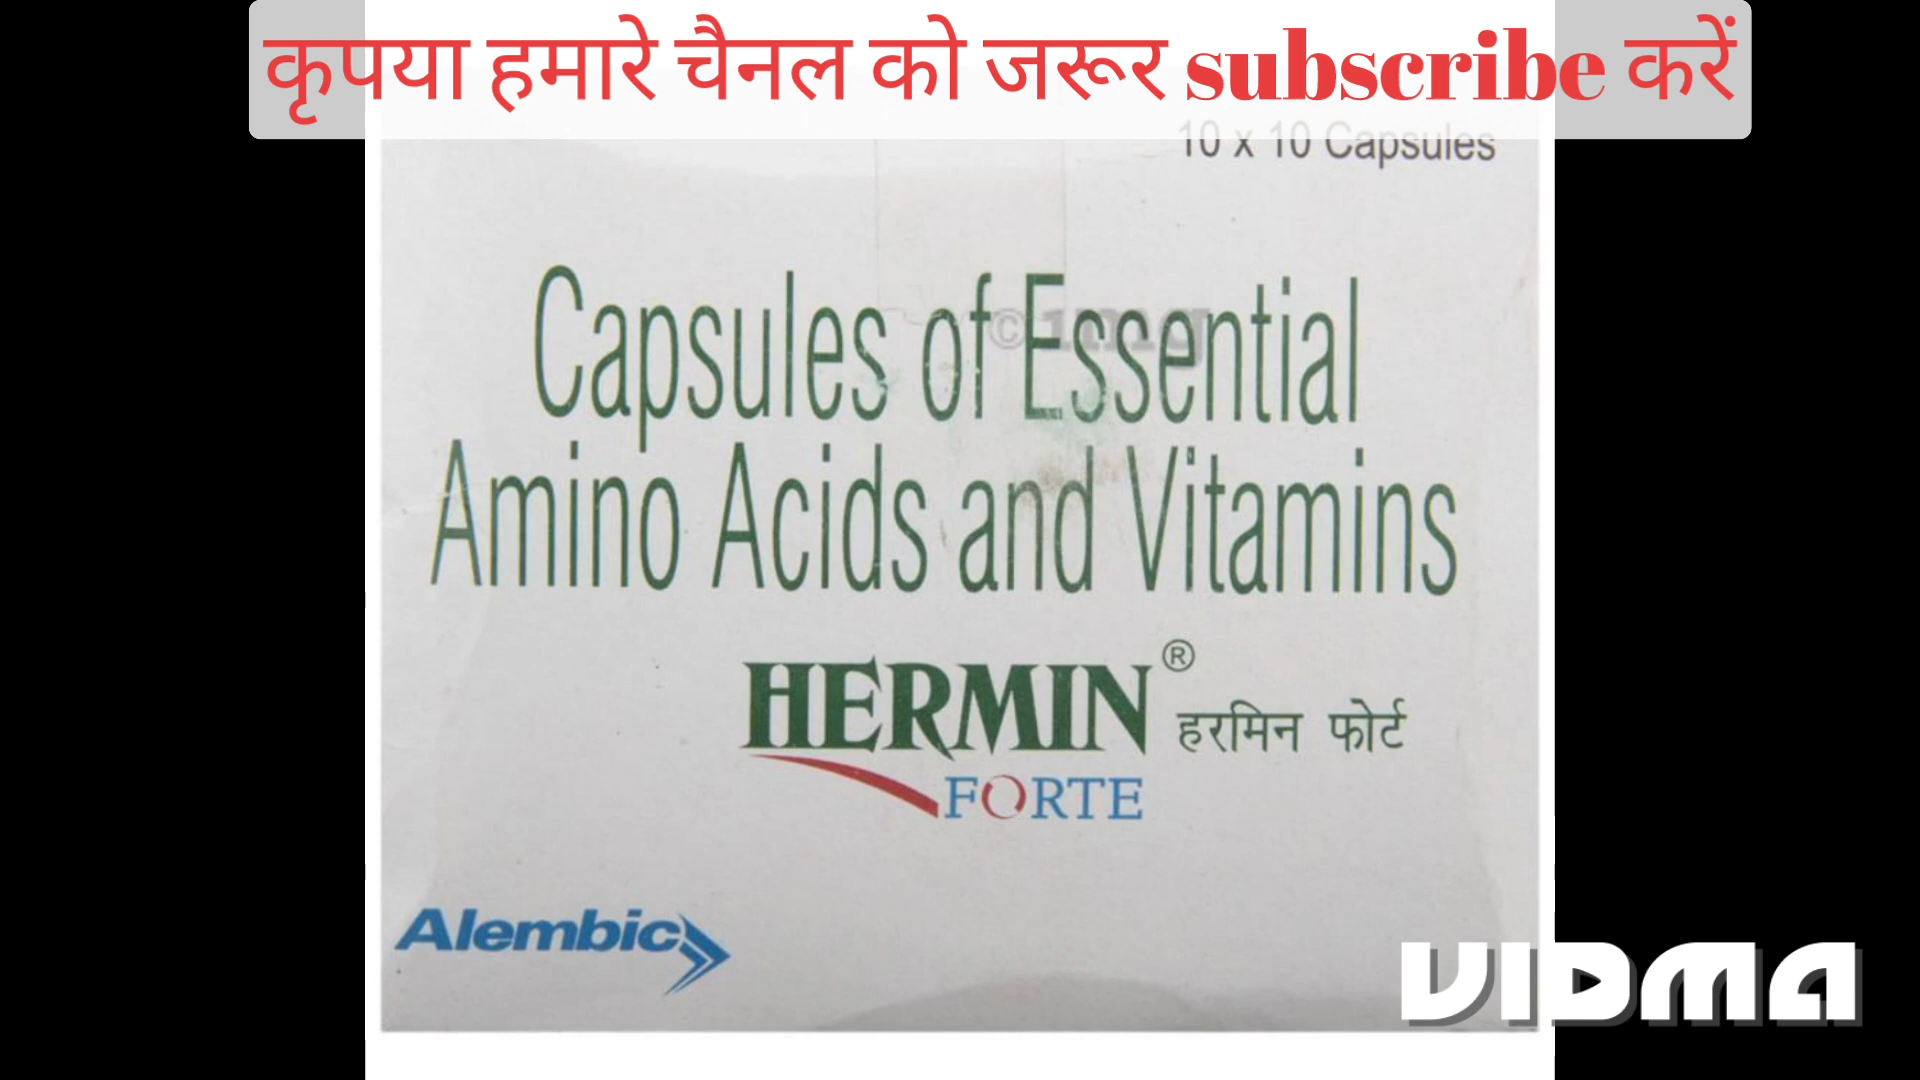 कृपया हमारे चैनल को जरूर subscribe करें
10 x 10 Capsules
© 1mg
Capsules of Essential
Amino Acids and Vitamins
HERMIN® हरमिन फोर्ट
FORTE
Alembic
VIDMA